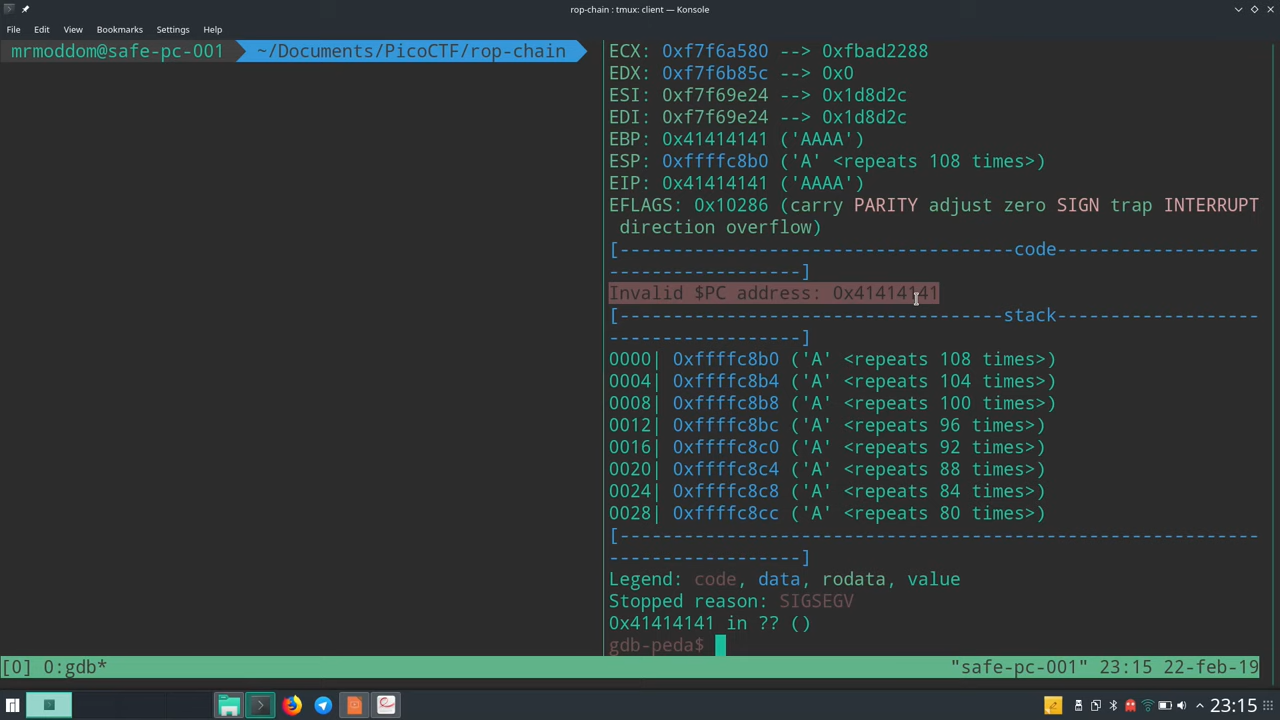 rop-chain : tmux: client — Konsole
File Edit View Bookmarks Settings Help
mrmoddom@safe-pc-001 ~/Documents/PicoCTF/rop-chain
ECX: 0xf7f6a580 --> 0xfbad2288
EDX: 0xf7f6b85c --> 0x0
ESI: 0xf7f69e24 --> 0x1d8d2c
EDI: 0xf7f69e24 --> 0x1d8d2c
EBP: 0x41414141 ('AAAA')
ESP: 0xffffc8b0 ('A' <repeats 108 times>)
EIP: 0x41414141 ('AAAA')
EFLAGS: 0x10286 (carry PARITY adjust zero SIGN trap INTERRUPT
direction overflow)
[-------------------------------------code-------------------
------------------]
Invalid $PC address: 0x41414141
[------------------------------------stack-------------------
------------------]
0000| 0xffffc8b0 ('A' <repeats 108 times>)
0004| 0xffffc8b4 ('A' <repeats 104 times>)
0008| 0xffffc8b8 ('A' <repeats 100 times>)
0012| 0xffffc8bc ('A' <repeats 96 times>)
0016| 0xffffc8c0 ('A' <repeats 92 times>)
0020| 0xffffc8c4 ('A' <repeats 88 times>)
0024| 0xffffc8c8 ('A' <repeats 84 times>)
0028| 0xffffc8cc ('A' <repeats 80 times>)
[------------------------------------------------------------
------------------]
Legend: code, data, rodata, value
Stopped reason: SIGSEGV
0x41414141 in ?? ()
gdb-peda$
[0] 0:gdb* "safe-pc-001" 23:15 22-feb-19
23:15